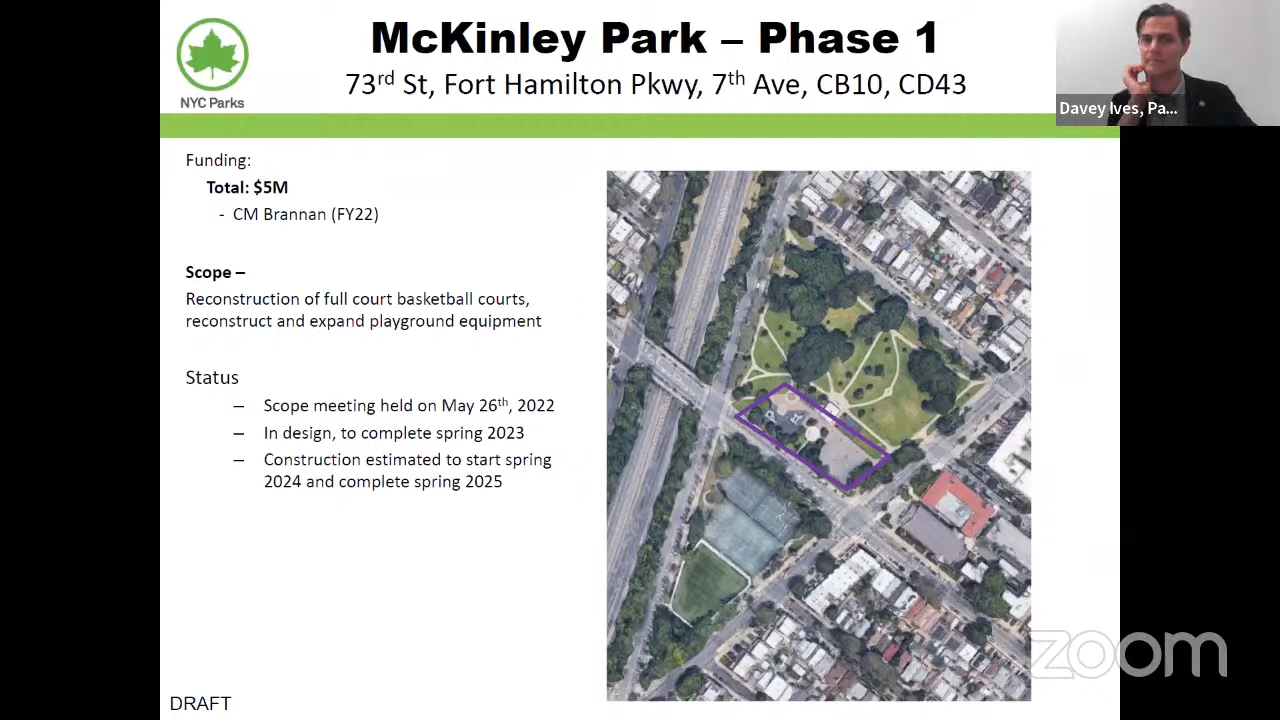 McKinley Park – Phase 1
73rd St, Fort Hamilton Pkwy, 7th Ave, CB10, CD43
NYC Parks
Davey Ives, Pa...
Funding:
Total: $5M
- CM Brannan (FY22)
Scope –
Reconstruction of full court basketball courts,
reconstruct and expand playground equipment
Status
– Scope meeting held on May 26th, 2022
– In design, to complete spring 2023
– Construction estimated to start spring
2024 and complete spring 2025
zoom
DRAFT